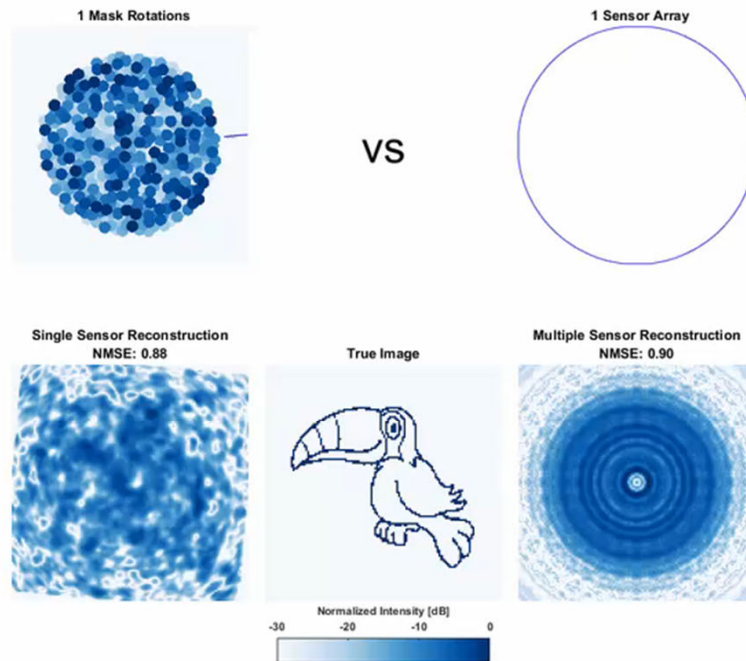 1 Mask Rotations
1 Sensor Array
VS
Single Sensor Reconstruction
NMSE: 0.88
True Image
Multiple Sensor Reconstruction
NMSE: 0.90
Normalized Intensity [dB]
-30 -20 -10 0